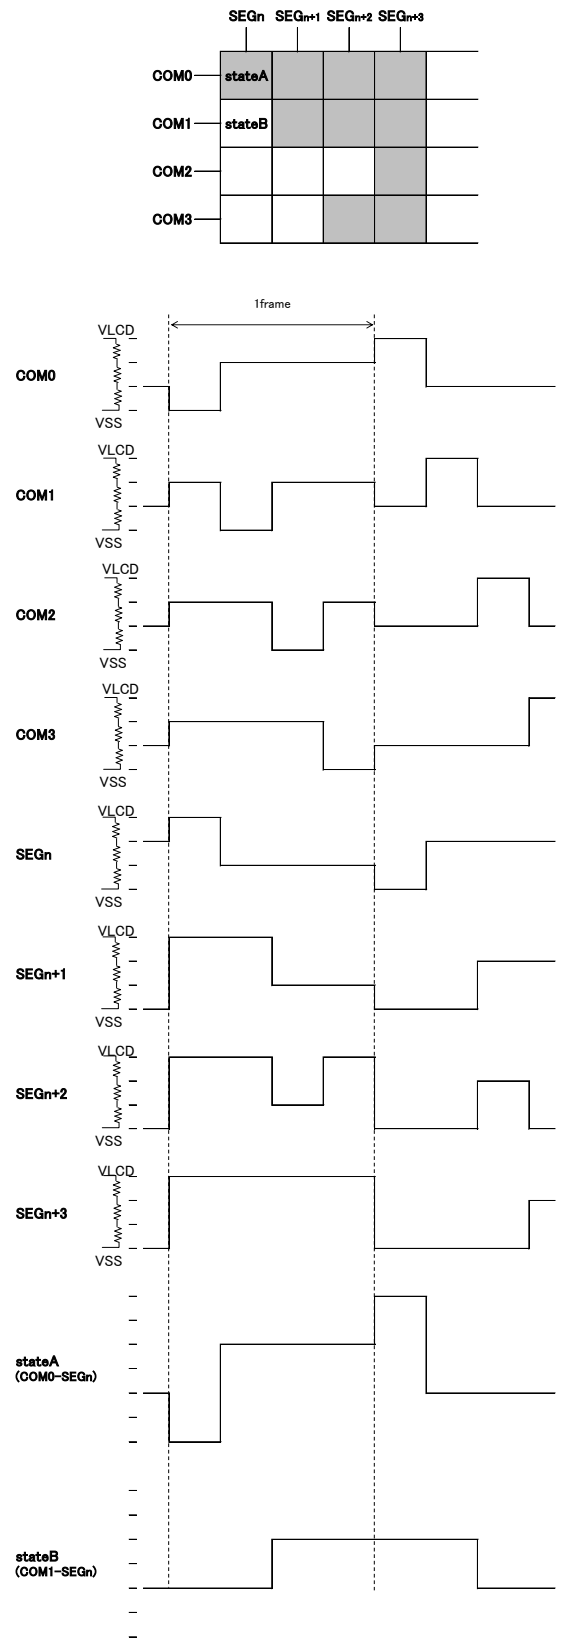 SEGn SEGn+1 SEGn+2 SEGn+3
COM0 stateA
COM1 stateB
COM2
COM3
1frame
VLCD
COM0
VSS
VLCD
COM1
VSS
VLCD
COM2
VSS
VLCD
COM3
VSS
VLCD
SEGn
VSS
VLCD
SEGn+1
VSS
VLCD
SEGn+2
VSS
VLCD
SEGn+3
VSS
stateA
(COM0-SEGn)
stateB
(COM1-SEGn)